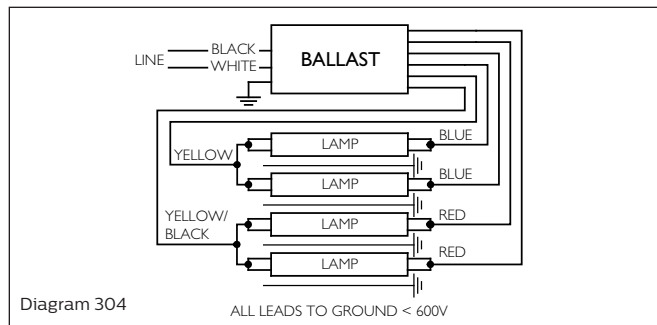 BLACK
LINE
WHITE
BALLAST
BLUE
LAMP
YELLOW
BLUE
LAMP
YELLOW/
BLACK
RED
LAMP
RED
LAMP
Diagram 304
ALL LEADS TO GROUND < 600V